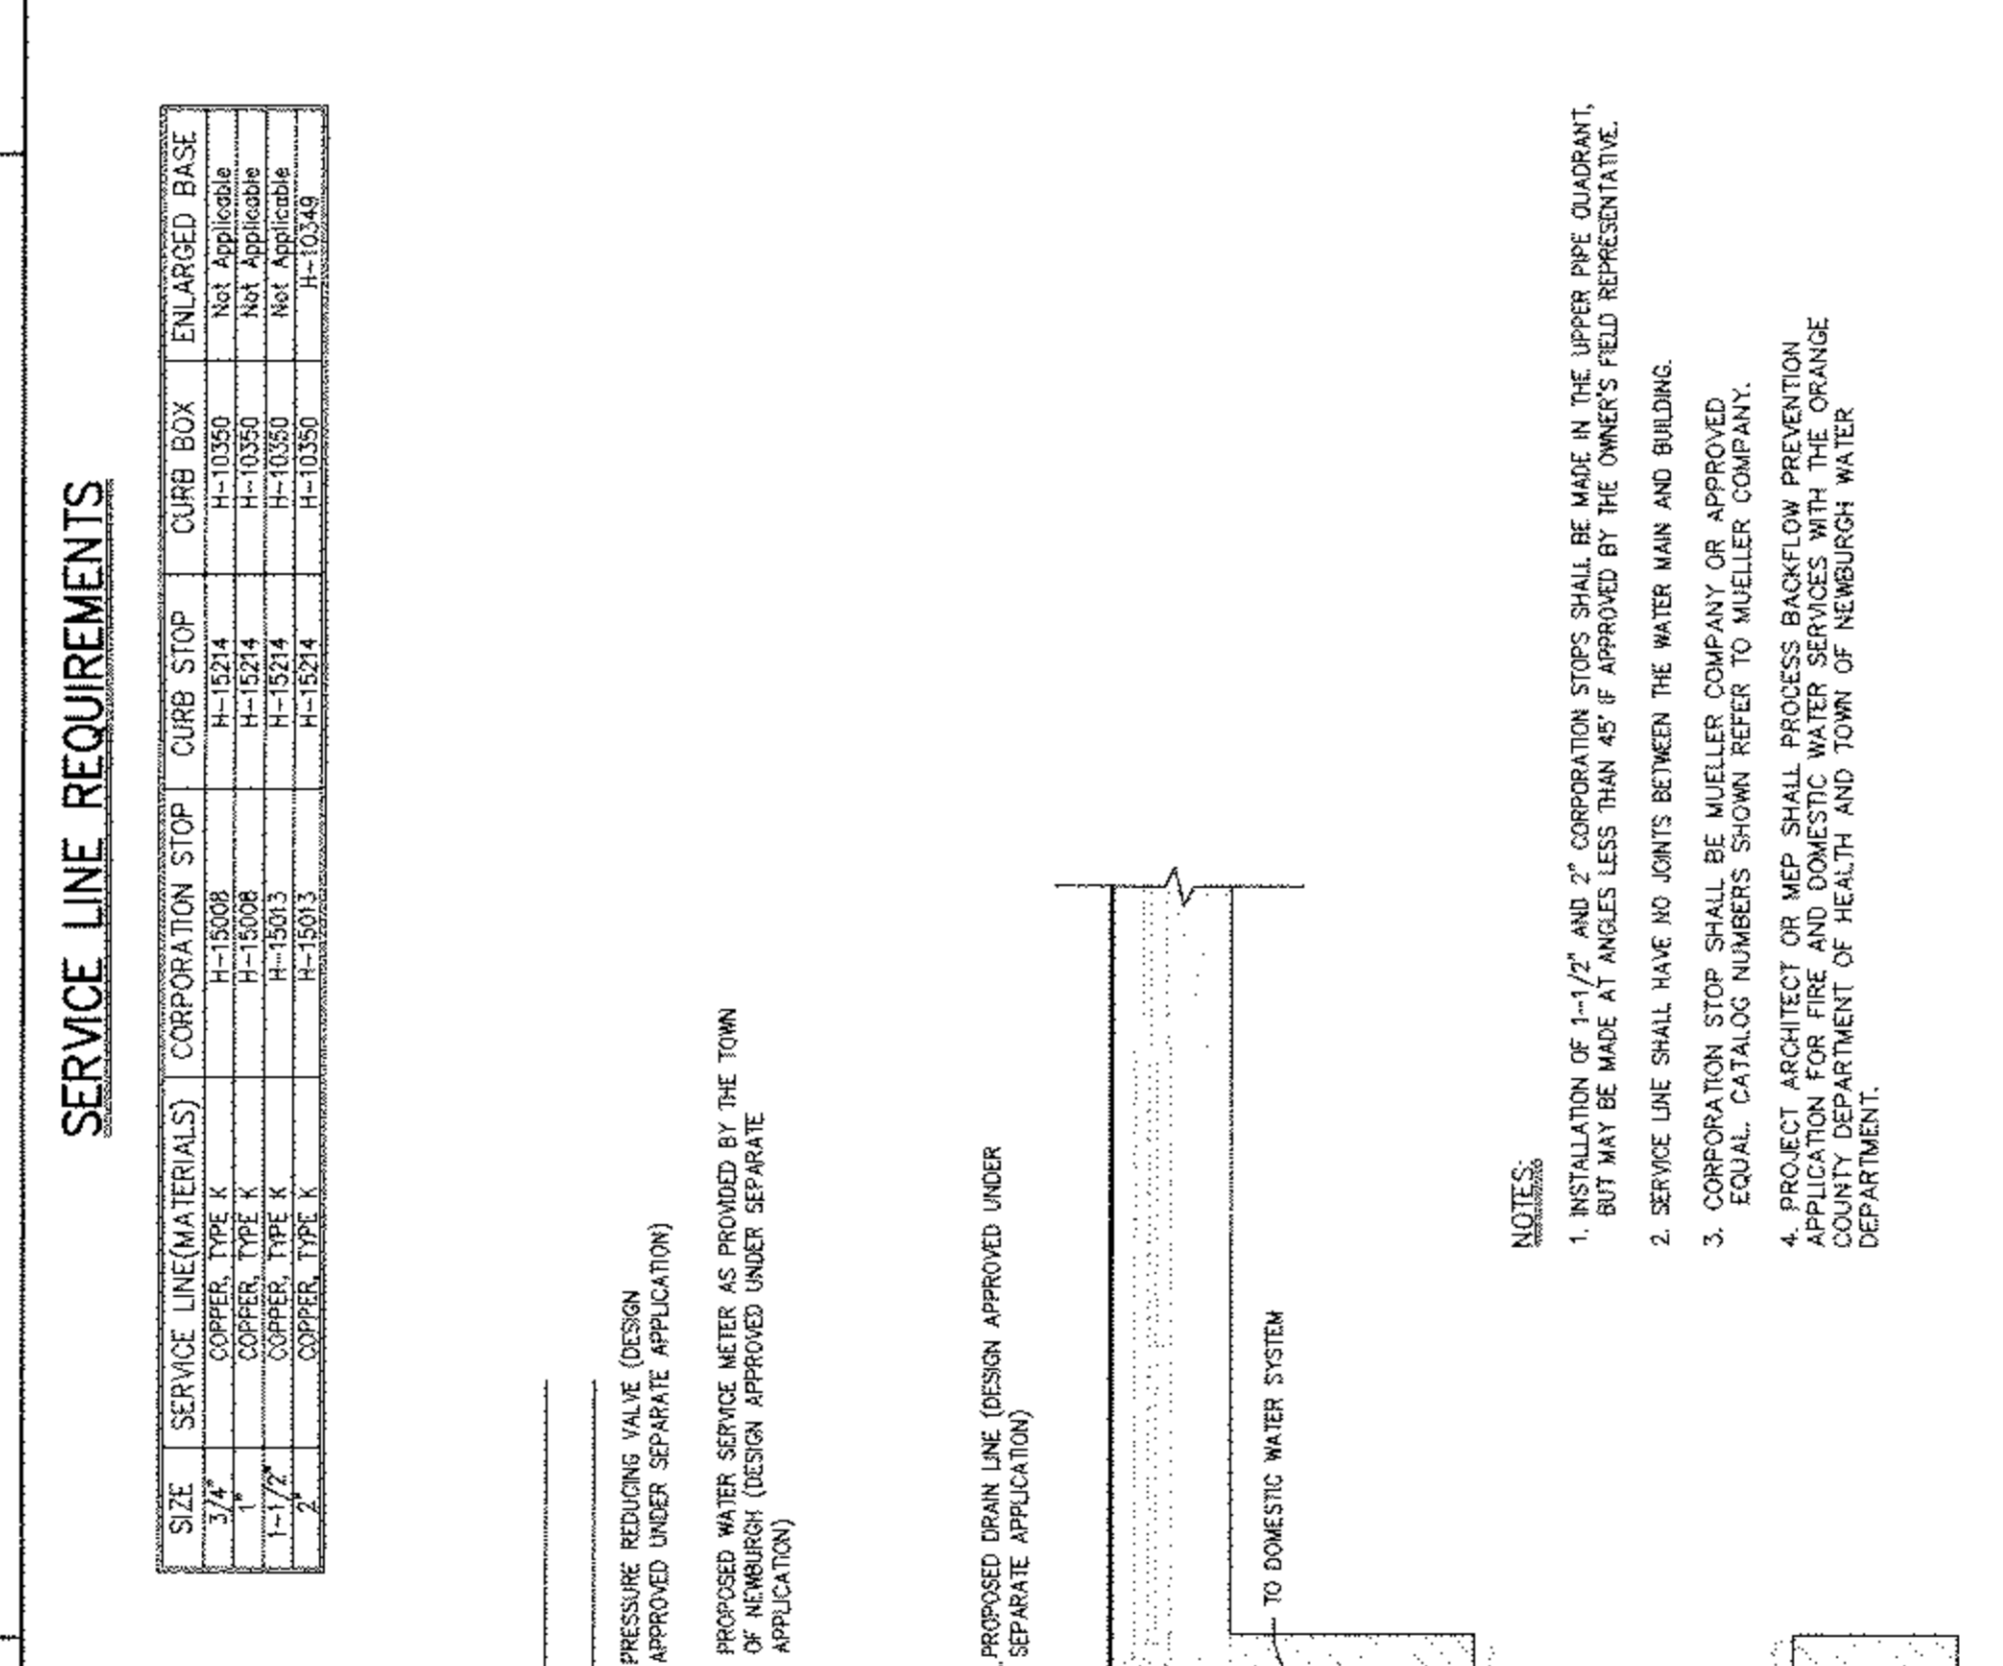 SERVICE LINE REQUIREMENTS
SIZE SERVICE LINE(MATERIALS) CORPORATION STOP CURB STOP CURB BOX ENLARGED BASE
3/4" COPPER, TYPE K H-15008 H-15214 H-10350 Not Applicable
1" COPPER, TYPE K H-15008 H-15214 H-10350 Not Applicable
1-1/2" COPPER, TYPE K H-15013 H-15214 H-10350 Not Applicable
2" COPPER, TYPE K H-15013 H-15214 H-10350 H-10349
PRESSURE REDUCING VALVE (DESIGN
APPROVED UNDER SEPARATE APPLICATION)
PROPOSED WATER SERVICE METER AS PROVIDED BY THE TOWN
OF NEWBURGH (DESIGN APPROVED UNDER SEPARATE
APPLICATION)
PROPOSED DRAIN LINE (DESIGN APPROVED UNDER
SEPARATE APPLICATION)
TO DOMESTIC WATER SYSTEM
NOTES:
1. INSTALLATION OF 1-1/2" AND 2" CORPORATION STOPS SHALL BE MADE IN THE UPPER PIPE QUADRANT,
BUT MAY BE MADE AT ANGLES LESS THAN 45° IF APPROVED BY THE OWNER'S FIELD REPRESENTATIVE.
2. SERVICE LINE SHALL HAVE NO JOINTS BETWEEN THE WATER MAIN AND BUILDING.
3. CORPORATION STOP SHALL BE MUELLER COMPANY OR APPROVED
EQUAL. CATALOG NUMBERS SHOWN REFER TO MUELLER COMPANY.
4. PROJECT ARCHITECT OR MEP SHALL PROCESS BACKFLOW PREVENTION
APPLICATION FOR FIRE AND DOMESTIC WATER SERVICES WITH THE ORANGE
COUNTY DEPARTMENT OF HEALTH AND TOWN OF NEWBURGH WATER
DEPARTMENT.